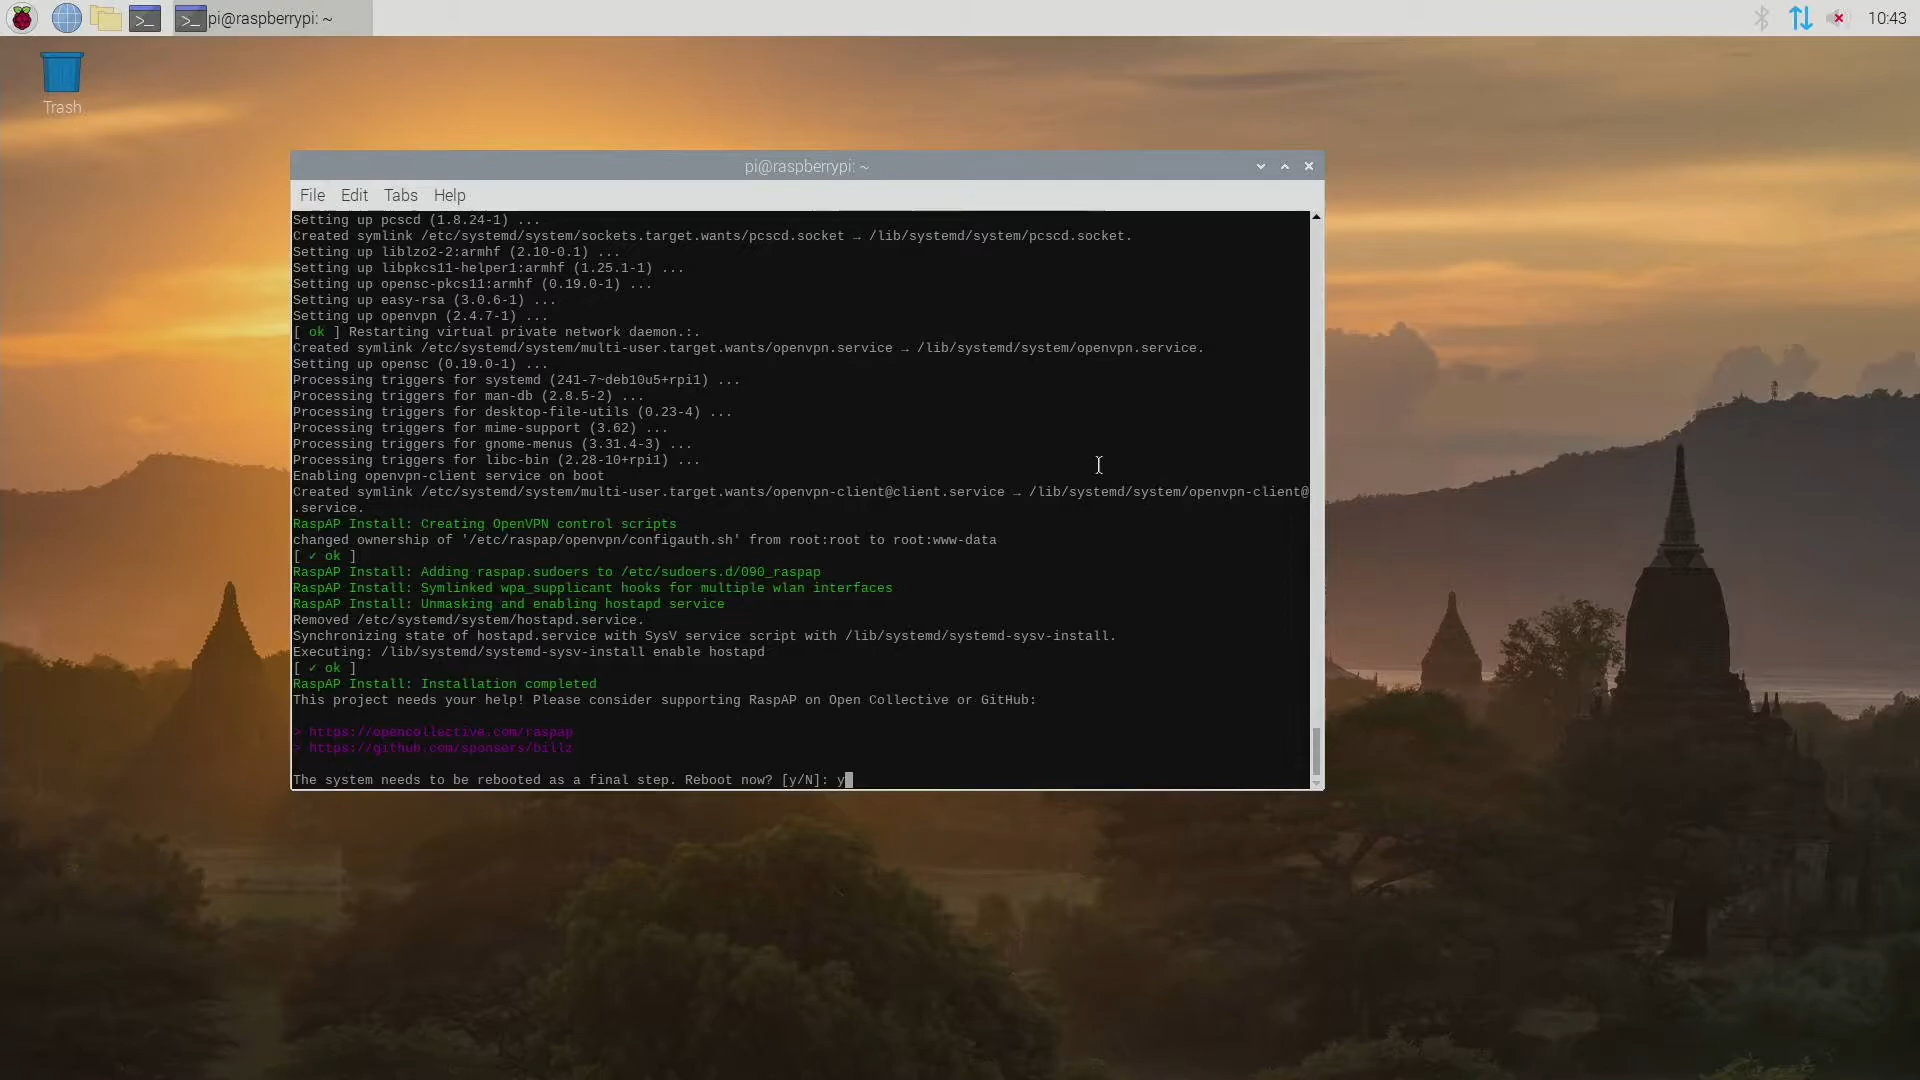 pi@raspberrypi: ~
10:43
Trash
pi@raspberrypi: ~
File Edit Tabs Help
Setting up pcscd (1.8.24-1) ...
Created symlink /etc/systemd/system/sockets.target.wants/pcscd.socket → /lib/systemd/system/pcscd.socket.
Setting up liblzo2-2:armhf (2.10-0.1) ...
Setting up libpkcs11-helper1:armhf (1.25.1-1) ...
Setting up opensc-pkcs11:armhf (0.19.0-1) ...
Setting up easy-rsa (3.0.6-1) ...
Setting up openvpn (2.4.7-1) ...
[ ok ] Restarting virtual private network daemon.:.
Created symlink /etc/systemd/system/multi-user.target.wants/openvpn.service → /lib/systemd/system/openvpn.service.
Setting up opensc (0.19.0-1) ...
Processing triggers for systemd (241-7~deb10u5+rpi1) ...
Processing triggers for man-db (2.8.5-2) ...
Processing triggers for desktop-file-utils (0.23-4) ...
Processing triggers for mime-support (3.62) ...
Processing triggers for gnome-menus (3.31.4-3) ...
Processing triggers for libc-bin (2.28-10+rpi1) ...
Enabling openvpn-client service on boot
Created symlink /etc/systemd/system/multi-user.target.wants/openvpn-client@client.service → /lib/systemd/system/openvpn-client@
.service.
RaspAP Install: Creating OpenVPN control scripts
changed ownership of '/etc/raspap/openvpn/configauth.sh' from root:root to root:www-data
[ ✓ ok ]
RaspAP Install: Adding raspap.sudoers to /etc/sudoers.d/090_raspap
RaspAP Install: Symlinked wpa_supplicant hooks for multiple wlan interfaces
RaspAP Install: Unmasking and enabling hostapd service
Removed /etc/systemd/system/hostapd.service.
Synchronizing state of hostapd.service with SysV service script with /lib/systemd/systemd-sysv-install.
Executing: /lib/systemd/systemd-sysv-install enable hostapd
[ ✓ ok ]
RaspAP Install: Installation completed
This project needs your help! Please consider supporting RaspAP on Open Collective or GitHub:
> https://opencollective.com/raspap
> https://github.com/sponsors/billz
The system needs to be rebooted as a final step. Reboot now? [y/N]: y